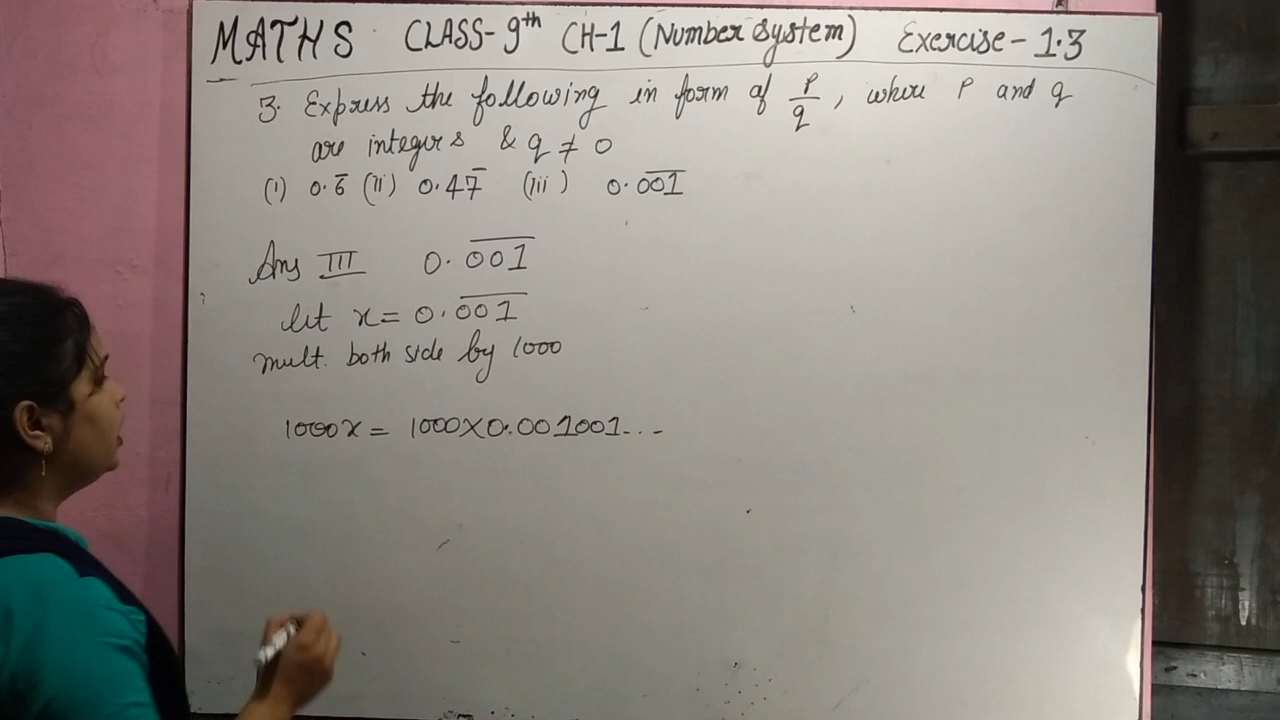 MATHS CLASS-9th CH-1 (Number System) Exercise-1.3
3. Express the following in form of p/q, where P and q
are integers & q ≠ 0
(i) 0.6̅ (ii) 0.47̅ (iii) 0.0̅0̅1̅
Ans III 0.0̅0̅1̅
let x = 0.0̅0̅1̅
mult. both side by 1000
1000x = 1000×0.001001...